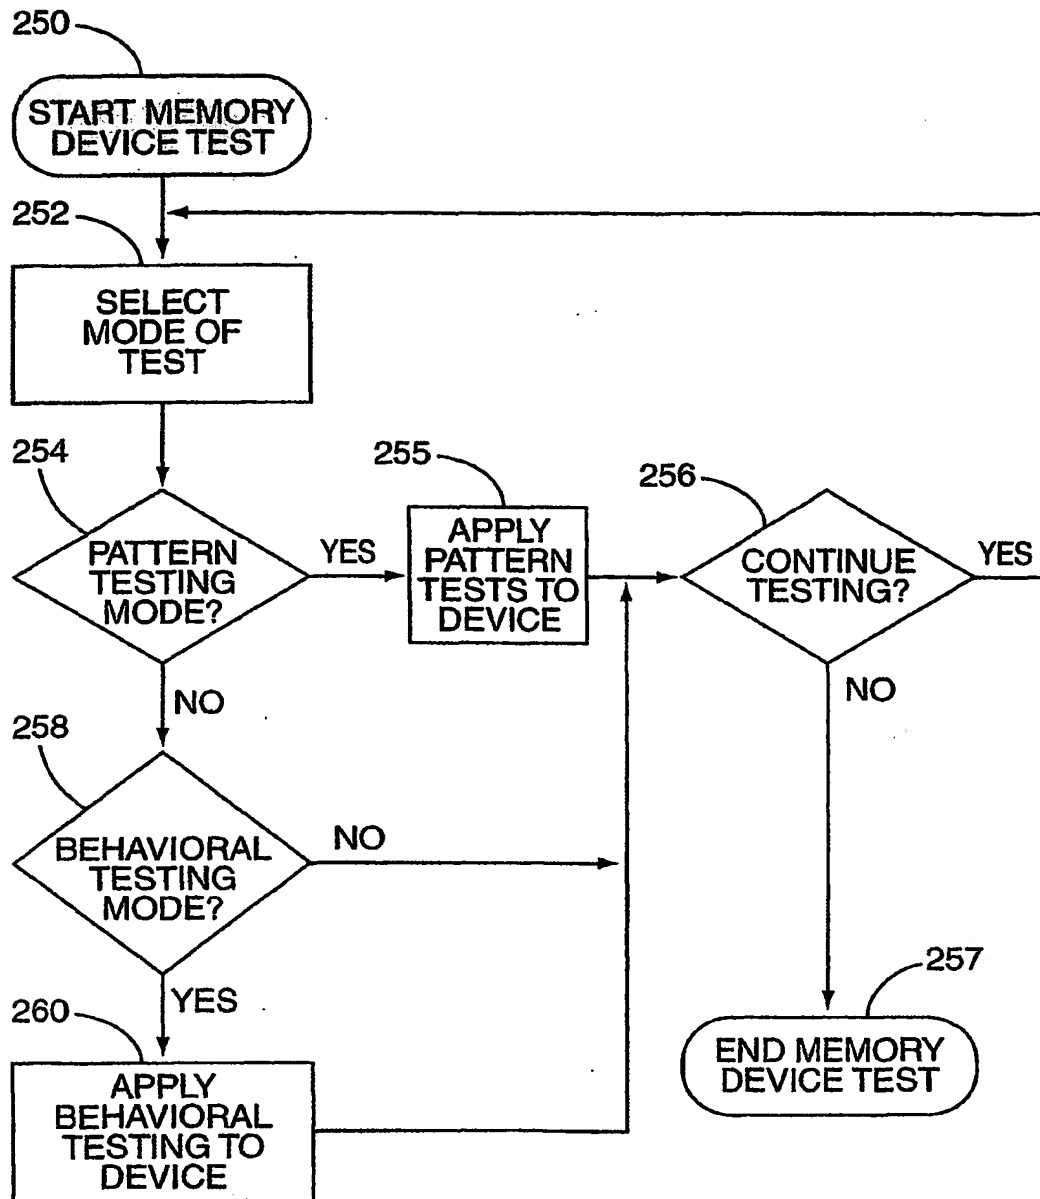 250
START MEMORY
DEVICE TEST
252
SELECT
MODE OF
TEST
254
PATTERN
TESTING
MODE?
YES
255
APPLY
PATTERN
TESTS TO
DEVICE
256
CONTINUE
TESTING?
YES
NO
NO
258
BEHAVIORAL
TESTING
MODE?
NO
YES
257
END MEMORY
DEVICE TEST
260
APPLY
BEHAVIORAL
TESTING TO
DEVICE